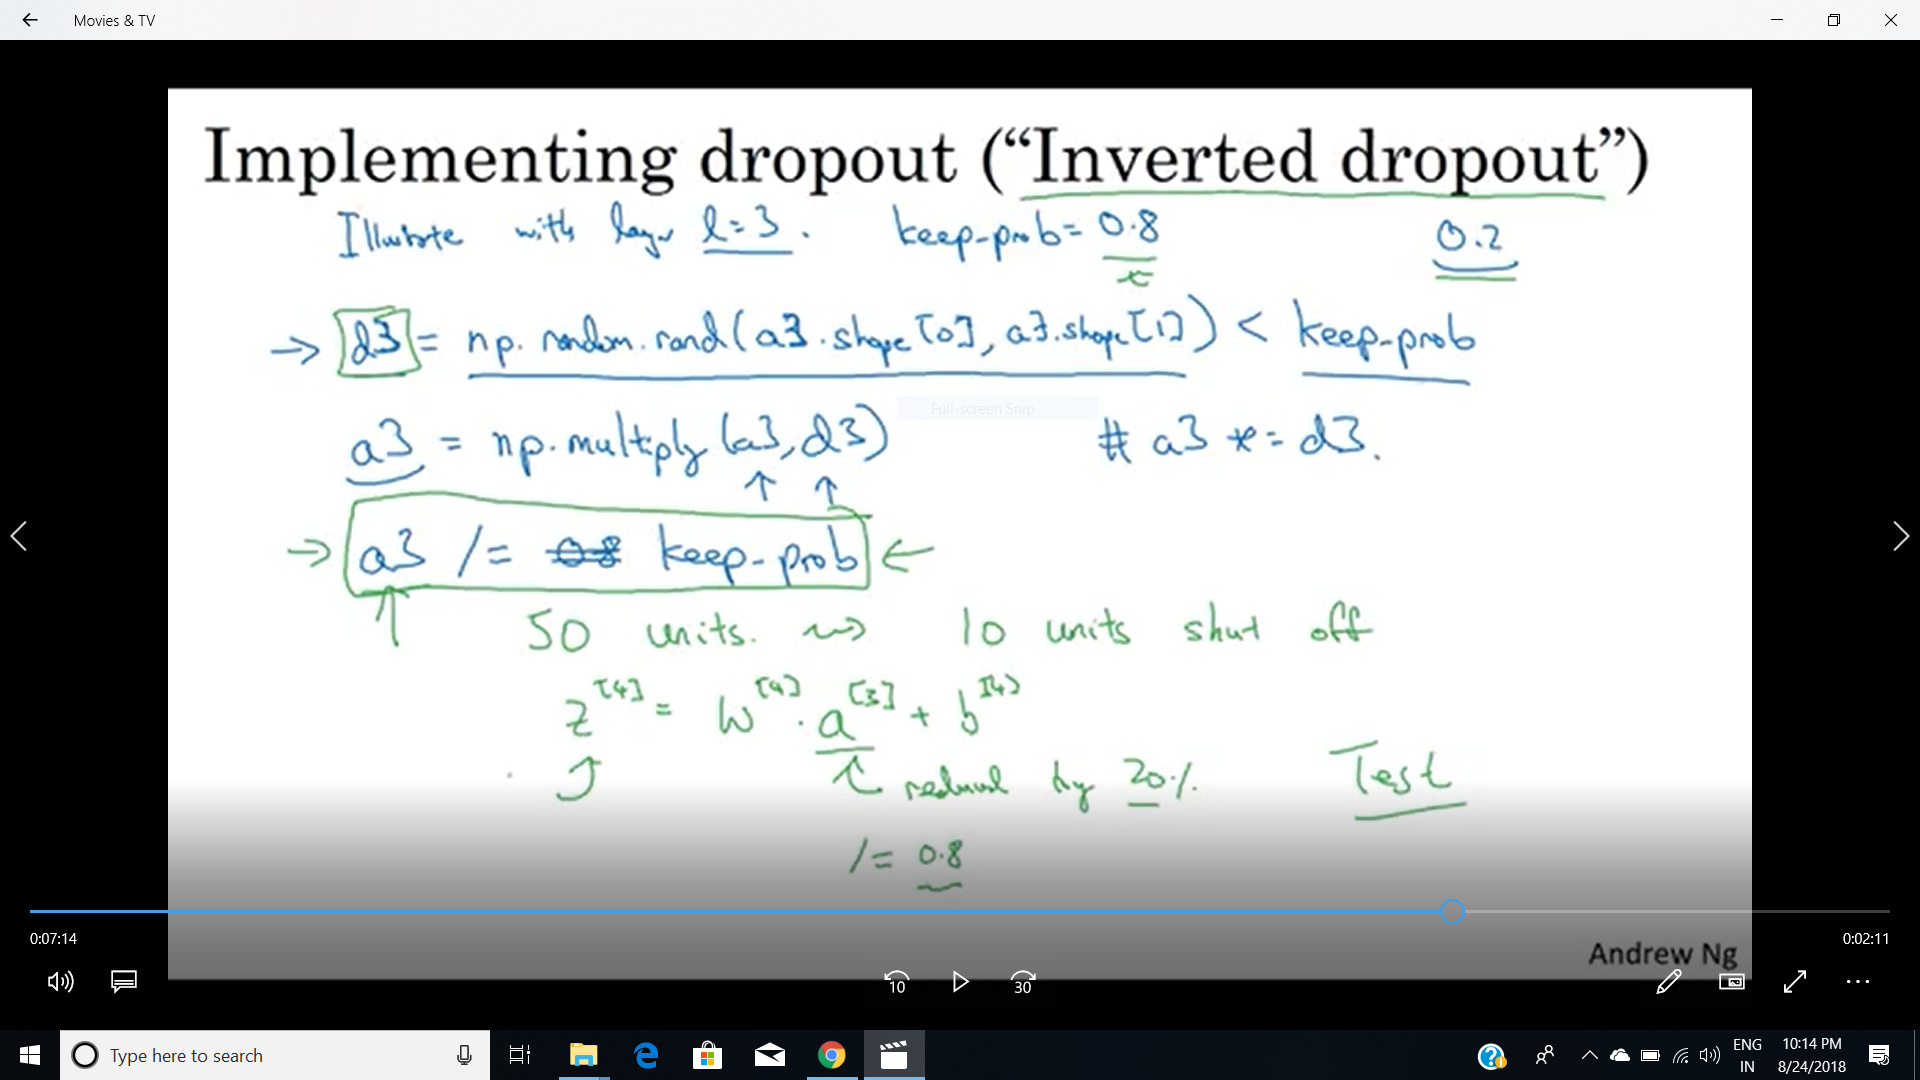 Movies & TV
Implementing dropout (“Inverted dropout”)
Illustrate with layer l=3. keep-prob = 0.8 0.2
→ d3 = np.random.rand(a3.shape[0], a3.shape[1]) < keep-prob
Full-screen Snip
a3 = np.multiply(a3, d3) # a3 *= d3.
→ a3 /= 0.8 keep-prob ←
50 units. → 10 units shut off
z[4] = W[4] · a[3] + b[4]
reduced by 20%. Test
/= 0.8
0:07:14 0:02:11
Andrew Ng
10 30
Type here to search
ENG
IN
10:14 PM
8/24/2018